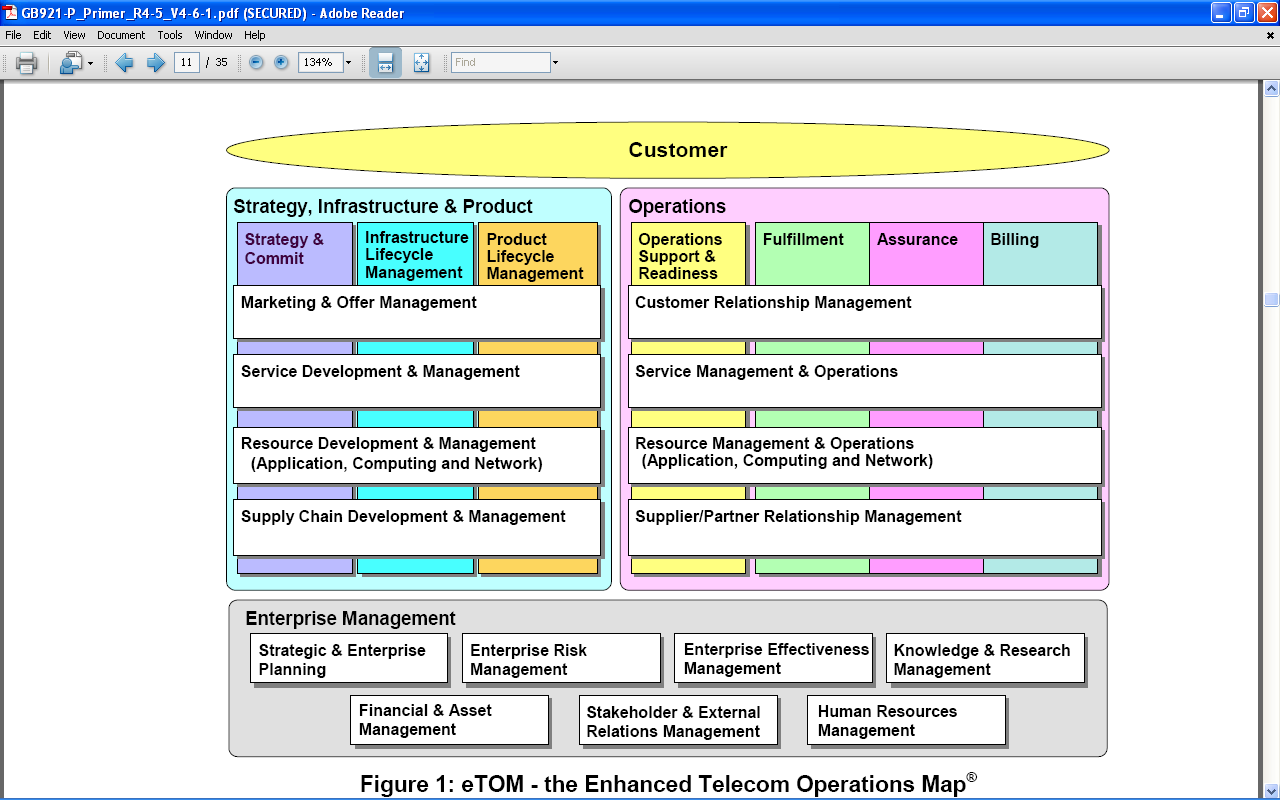 GB921-P_Primer_R4-5_V4-6-1.pdf (SECURED) - Adobe Reader
File Edit View Document Tools Window Help
11 / 35 134% Find
Customer
Strategy, Infrastructure & Product
Strategy &
Commit
Infrastructure
Lifecycle
Management
Product
Lifecycle
Management
Marketing & Offer Management
Service Development & Management
Resource Development & Management
(Application, Computing and Network)
Supply Chain Development & Management
Operations
Operations
Support &
Readiness
Fulfillment
Assurance
Billing
Customer Relationship Management
Service Management & Operations
Resource Management & Operations
(Application, Computing and Network)
Supplier/Partner Relationship Management
Enterprise Management
Strategic & Enterprise
Planning
Enterprise Risk
Management
Enterprise Effectiveness
Management
Knowledge & Research
Management
Financial & Asset
Management
Stakeholder & External
Relations Management
Human Resources
Management
Figure 1: eTOM - the Enhanced Telecom Operations Map®